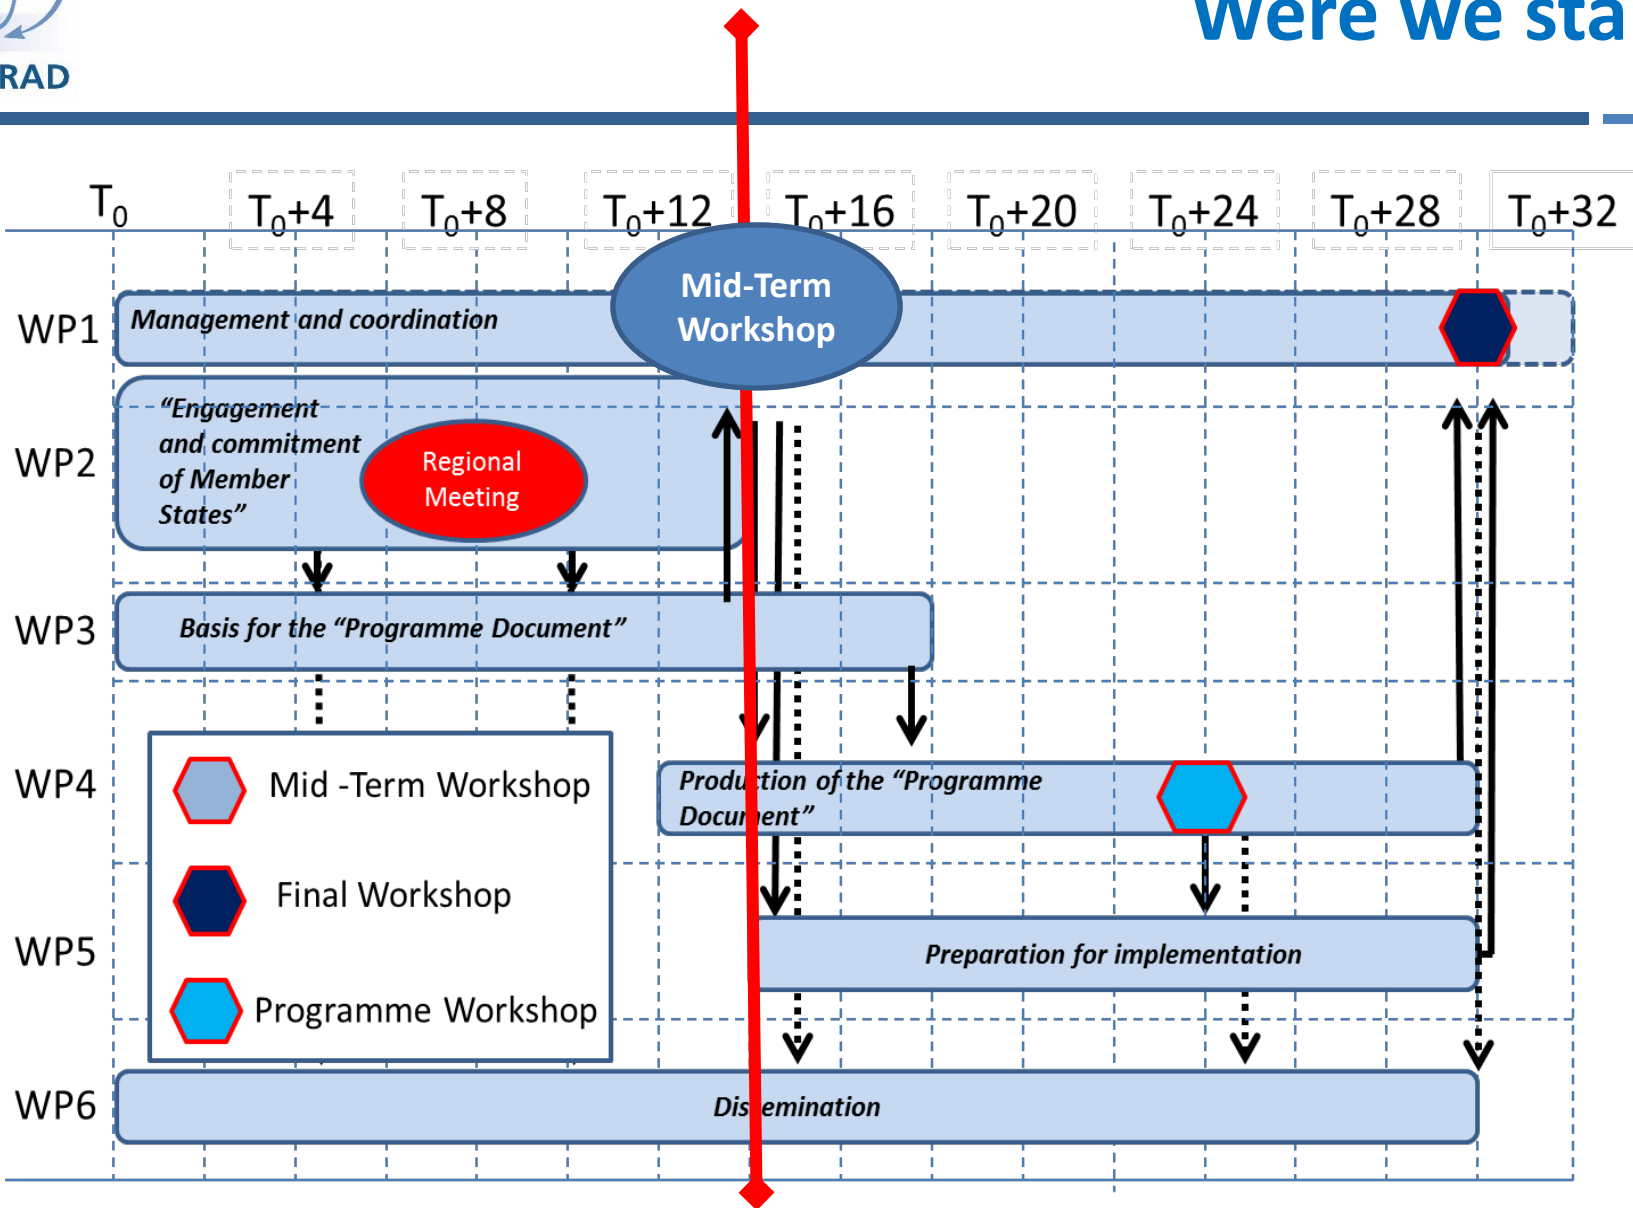 Were we sta
RAD
T0
T0+4
T0+8
T0+12
T0+16
T0+20
T0+24
T0+28
T0+32
WP1
Management and coordination
Mid-Term
Workshop
WP2
“Engagement
and commitment
of Member
States”
Regional
Meeting
WP3
Basis for the “Programme Document”
WP4
Production of the “Programme
Document”
Mid -Term Workshop
Final Workshop
Programme Workshop
WP5
Preparation for implementation
WP6
Dissemination